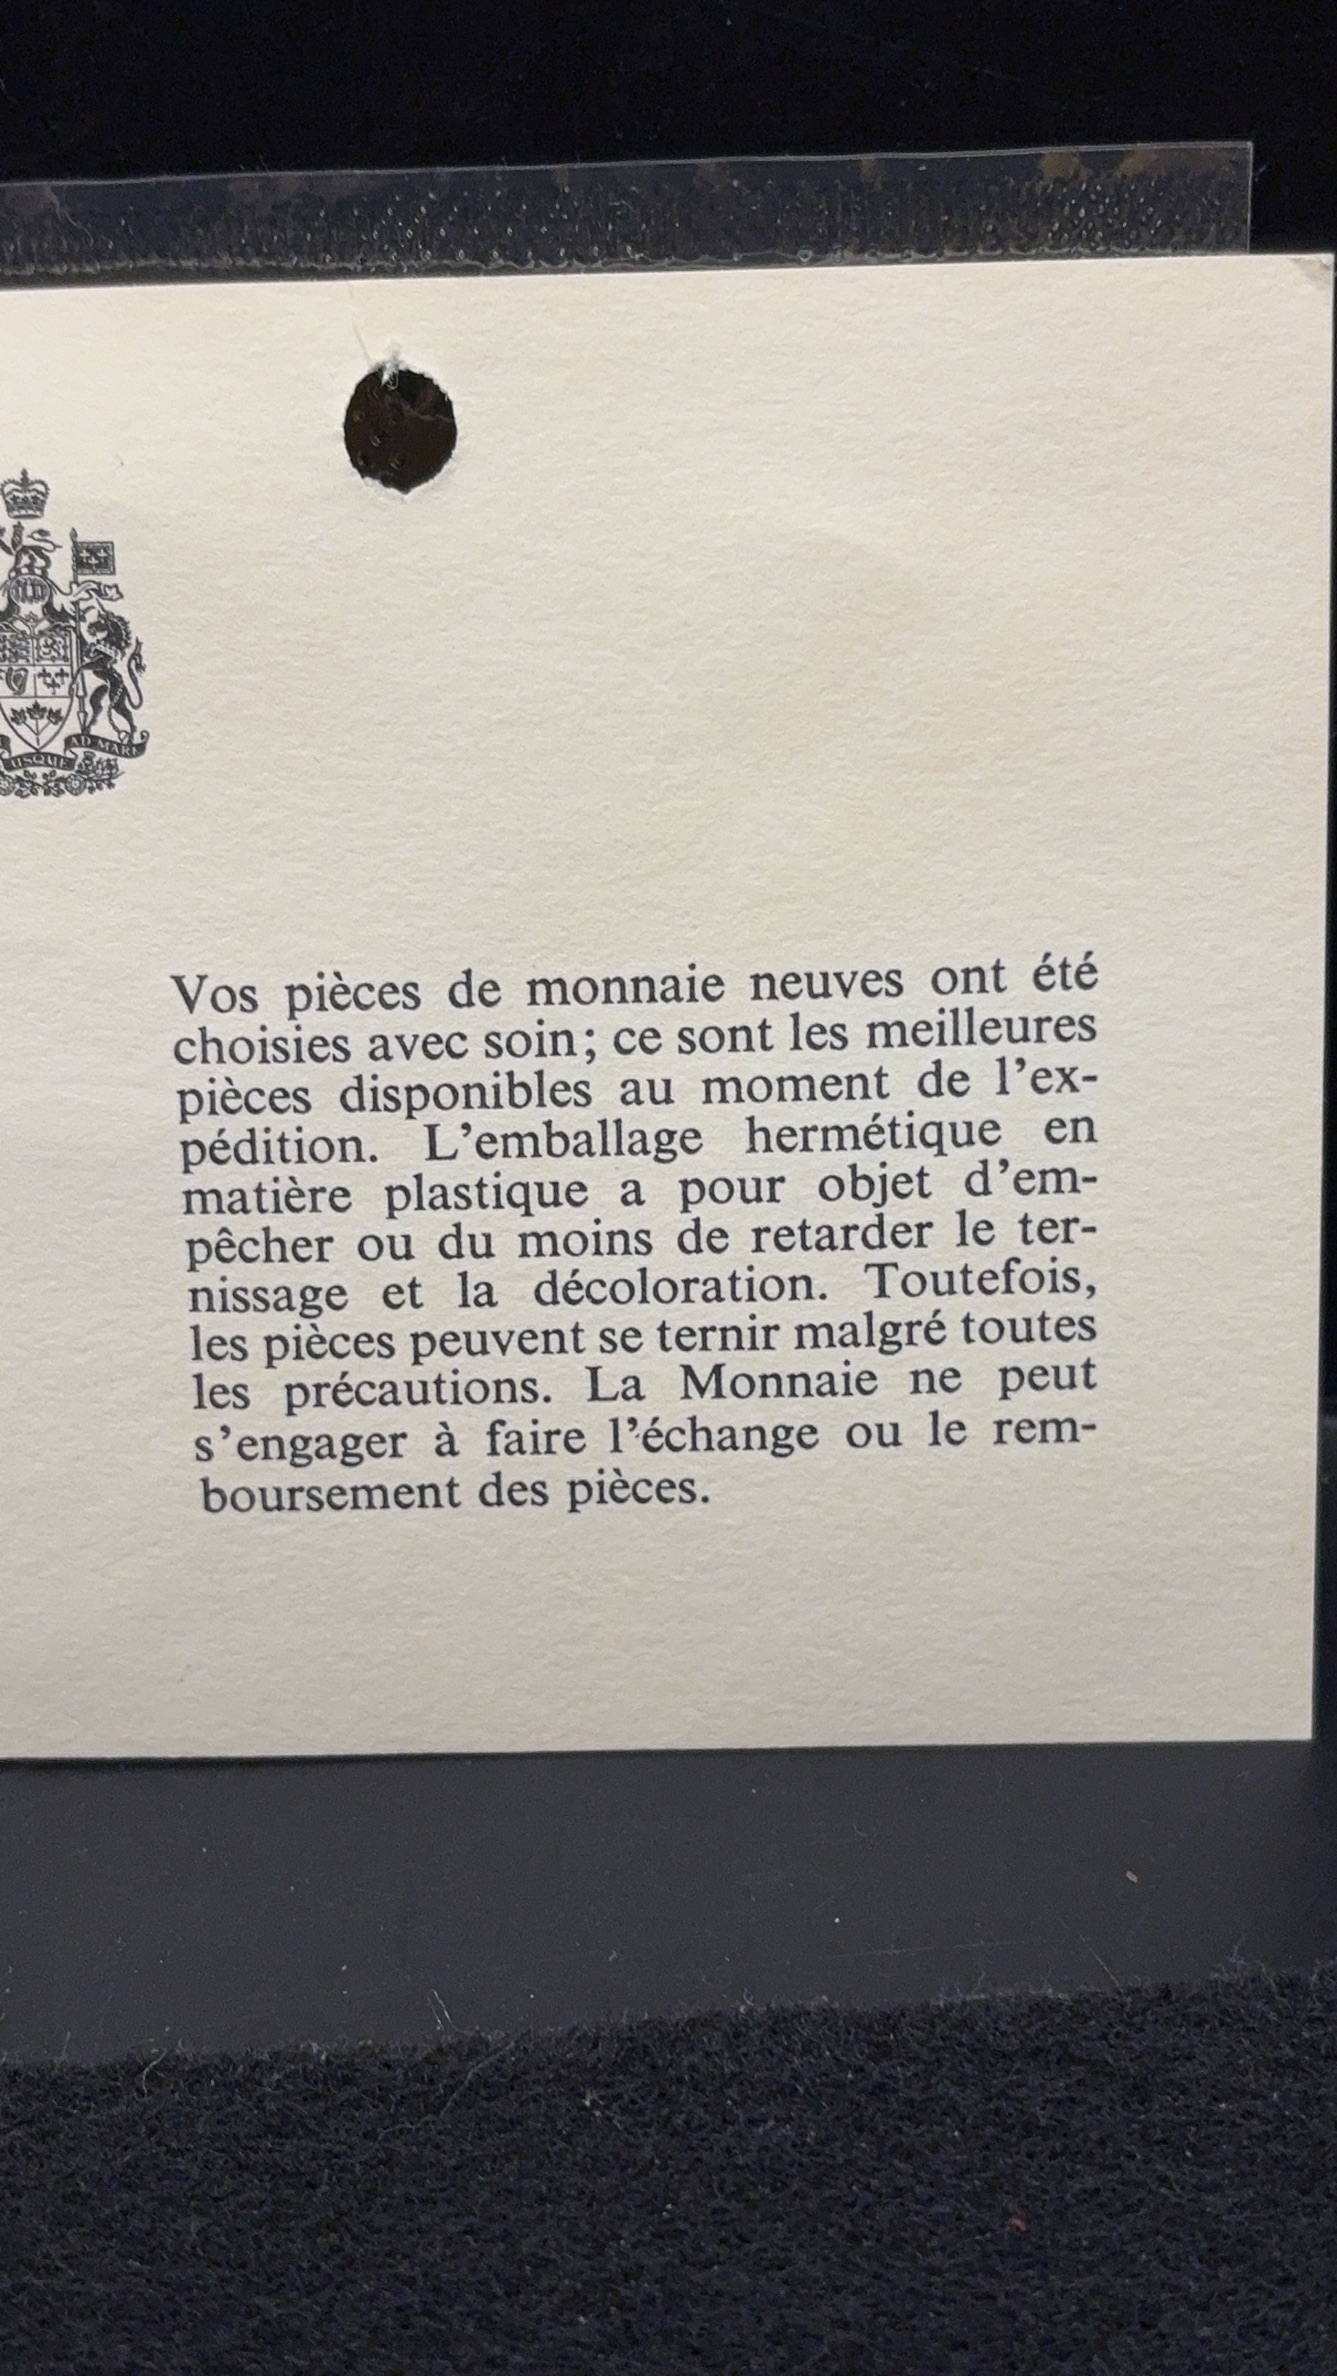 USQUE AD MARE
Vos pièces de monnaie neuves ont été
choisies avec soin; ce sont les meilleures
pièces disponibles au moment de l'ex-
pédition. L'emballage hermétique en
matière plastique a pour objet d'em-
pêcher ou du moins de retarder le ter-
nissage et la décoloration. Toutefois,
les pièces peuvent se ternir malgré toutes
les précautions. La Monnaie ne peut
s'engager à faire l'échange ou le rem-
boursement des pièces.